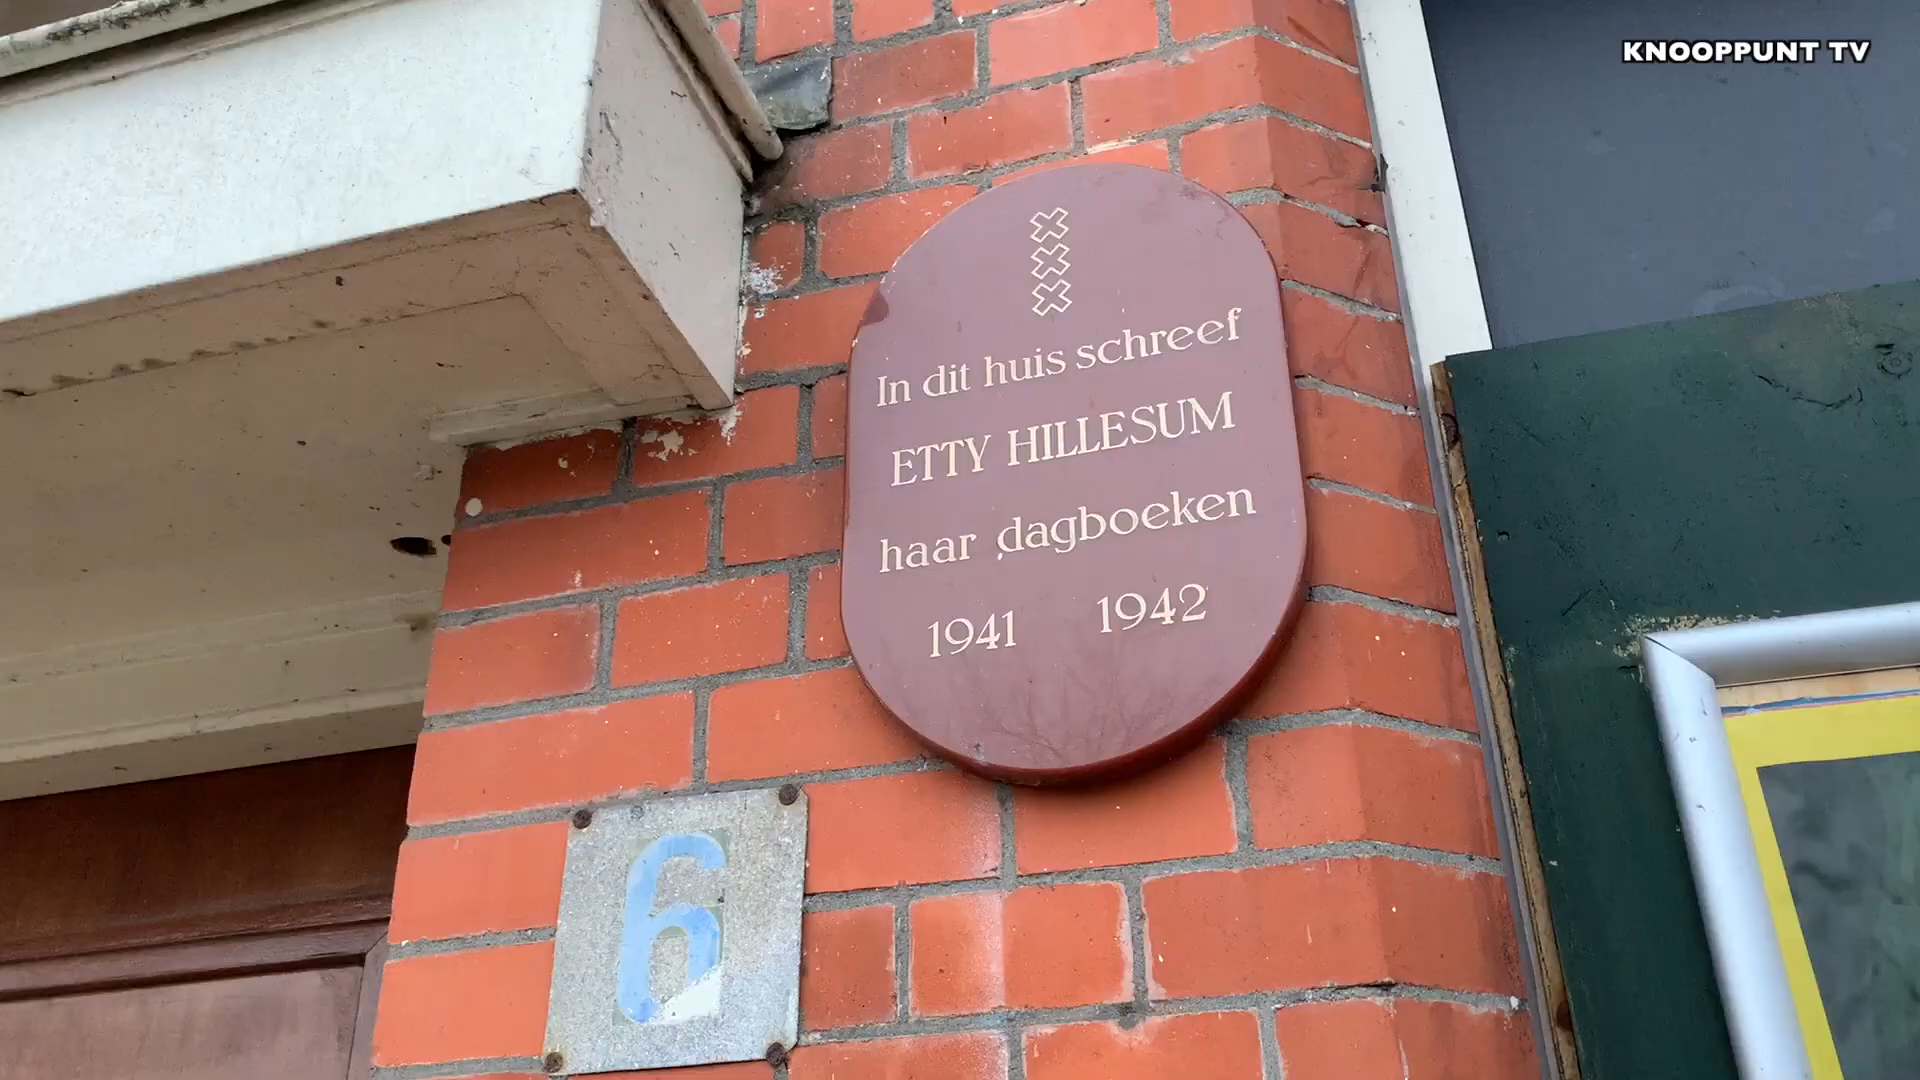 KNOOPPUNT TV
In dit huis schreef
ETTY HILLESUM
haar dagboeken
1941 1942
6